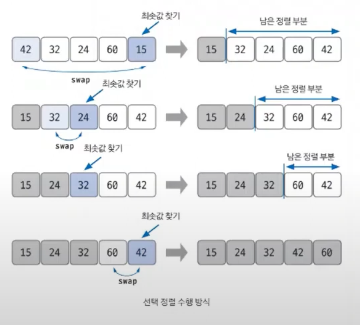 최솟값 찾기
남은 정렬 부분
42 32 24 60 15
15 32 24 60 42
swap
최솟값 찾기
남은 정렬 부분
15 32 24 60 42
15 24 32 60 42
swap
최솟값 찾기
남은 정렬 부분
15 24 32 60 42
15 24 32 60 42
최솟값 찾기
15 24 32 60 42
15 24 32 42 60
swap
선택 정렬 수행 방식